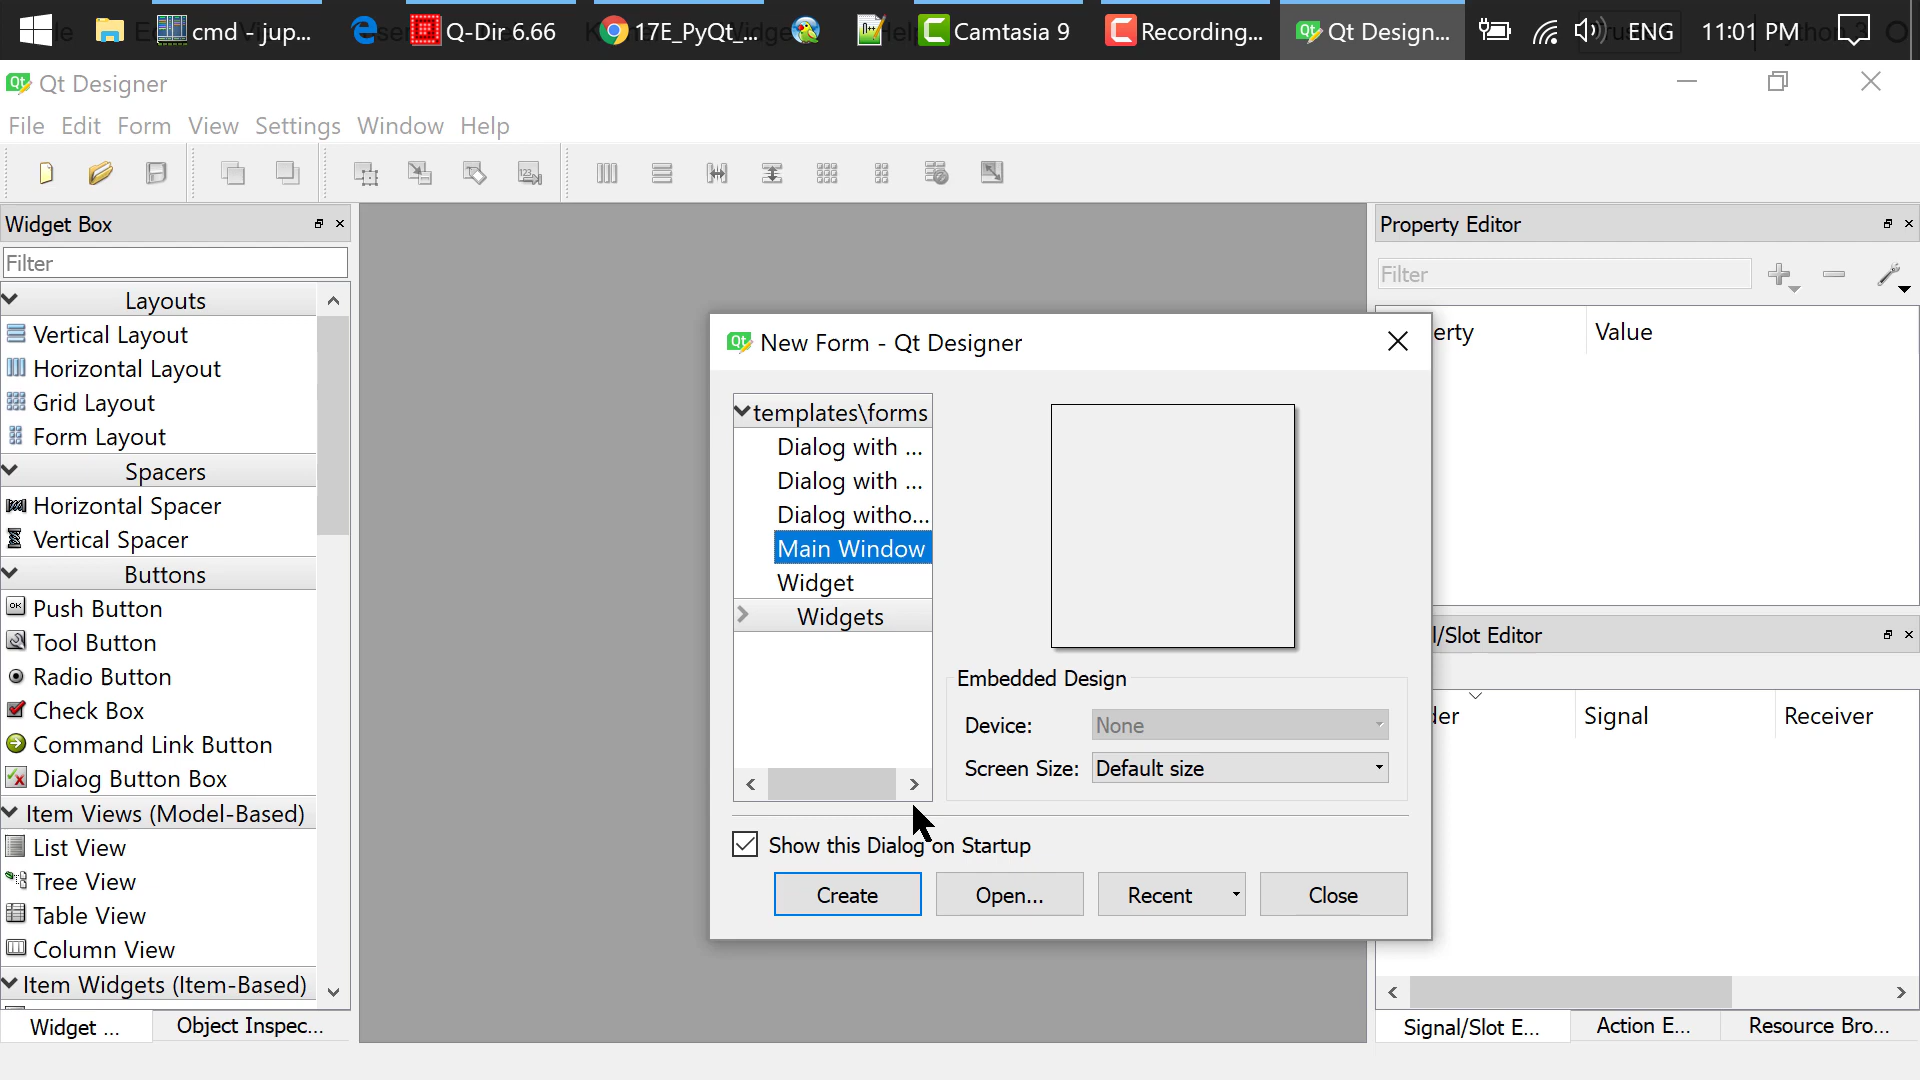 cmd - jup...
Q-Dir 6.66
17E_PyQt_...
Camtasia 9
Recording...
Qt Design...
ENG
11:01 PM
Qt Designer
File Edit Form View Settings Window Help
Widget Box
Filter
Layouts
Vertical Layout
Horizontal Layout
Grid Layout
Form Layout
Spacers
Horizontal Spacer
Vertical Spacer
Buttons
Push Button
Tool Button
Radio Button
Check Box
Command Link Button
Dialog Button Box
Item Views (Model-Based)
List View
Tree View
Table View
Column View
Item Widgets (Item-Based)
Widget ...
Object Inspec...
New Form - Qt Designer
templates\forms
Dialog with ...
Dialog with ...
Dialog witho...
Main Window
Widget
Widgets
Embedded Design
Device: None
Screen Size: Default size
Show this Dialog on Startup
Create
Open...
Recent
Close
Property Editor
Filter
erty
Value
l/Slot Editor
der
Signal
Receiver
Signal/Slot E...
Action E...
Resource Bro...